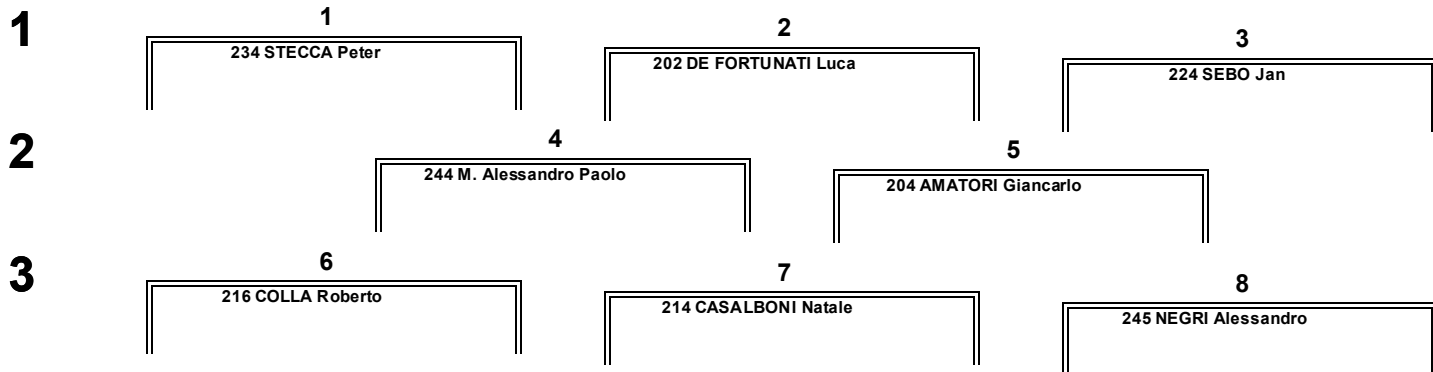 1
1
234 STECCA Peter
2
202 DE FORTUNATI Luca
3
224 SEBO Jan
2
4
244 M. Alessandro Paolo
5
204 AMATORI Giancarlo
3
6
216 COLLA Roberto
7
214 CASALBONI Natale
8
245 NEGRI Alessandro